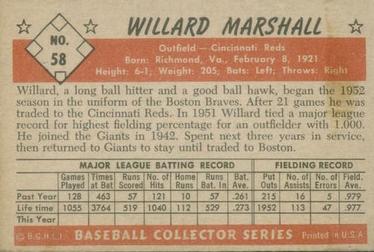 WILLARD MARSHALL
NO.
58
Outfield — Cincinnati Reds
Born: Richmond, Va., February 8, 1921
Height: 6-1; Weight: 205; Bats: Left; Throws: Right
Willard, a long ball hitter and a good ball hawk, began the 1952
season in the uniform of the Boston Braves. After 21 games he
was traded to the Cincinnati Reds. In 1951 Willard tied a major league
record for highest fielding percentage for an outfielder with 1.000.
He joined the Giants in 1942. Spent next three years in service,
then returned to Giants to stay until traded to Boston.
MAJOR LEAGUE BATTING RECORD FIELDING RECORD
Games Played Times at Bat Runs Scored No. of Hits Home Runs Runs Bat. In Bat. Avg. Put Outs No. of Assists No. of Errors Field. Avg.
Past Year 128 463 57 121 10 57 .261 215 16 5 .979
Life time 1055 3764 519 1040 112 529 .273 1952 113 47 .977
This Year
© B.G.H.L.I. BASEBALL COLLECTOR SERIES Printed in U.S.A.